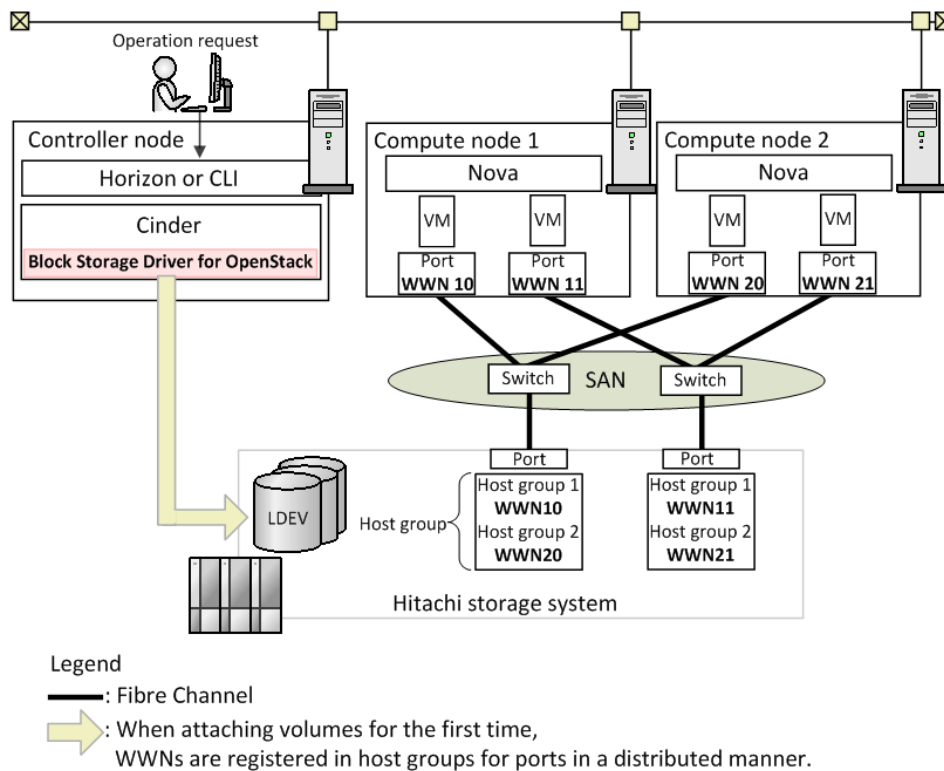 Operation request
Controller node
Horizon or CLI
Cinder
Block Storage Driver for OpenStack
Compute node 1
Nova
VM
VM
Port
WWN 10
Port
WWN 11
Compute node 2
Nova
VM
VM
Port
WWN 20
Port
WWN 21
Switch
SAN
Switch
Port
Port
LDEV
Host group
Host group 1
WWN10
Host group 2
WWN20
Host group 1
WWN11
Host group 2
WWN21
Hitachi storage system
Legend
: Fibre Channel
: When attaching volumes for the first time,
WWNs are registered in host groups for ports in a distributed manner.